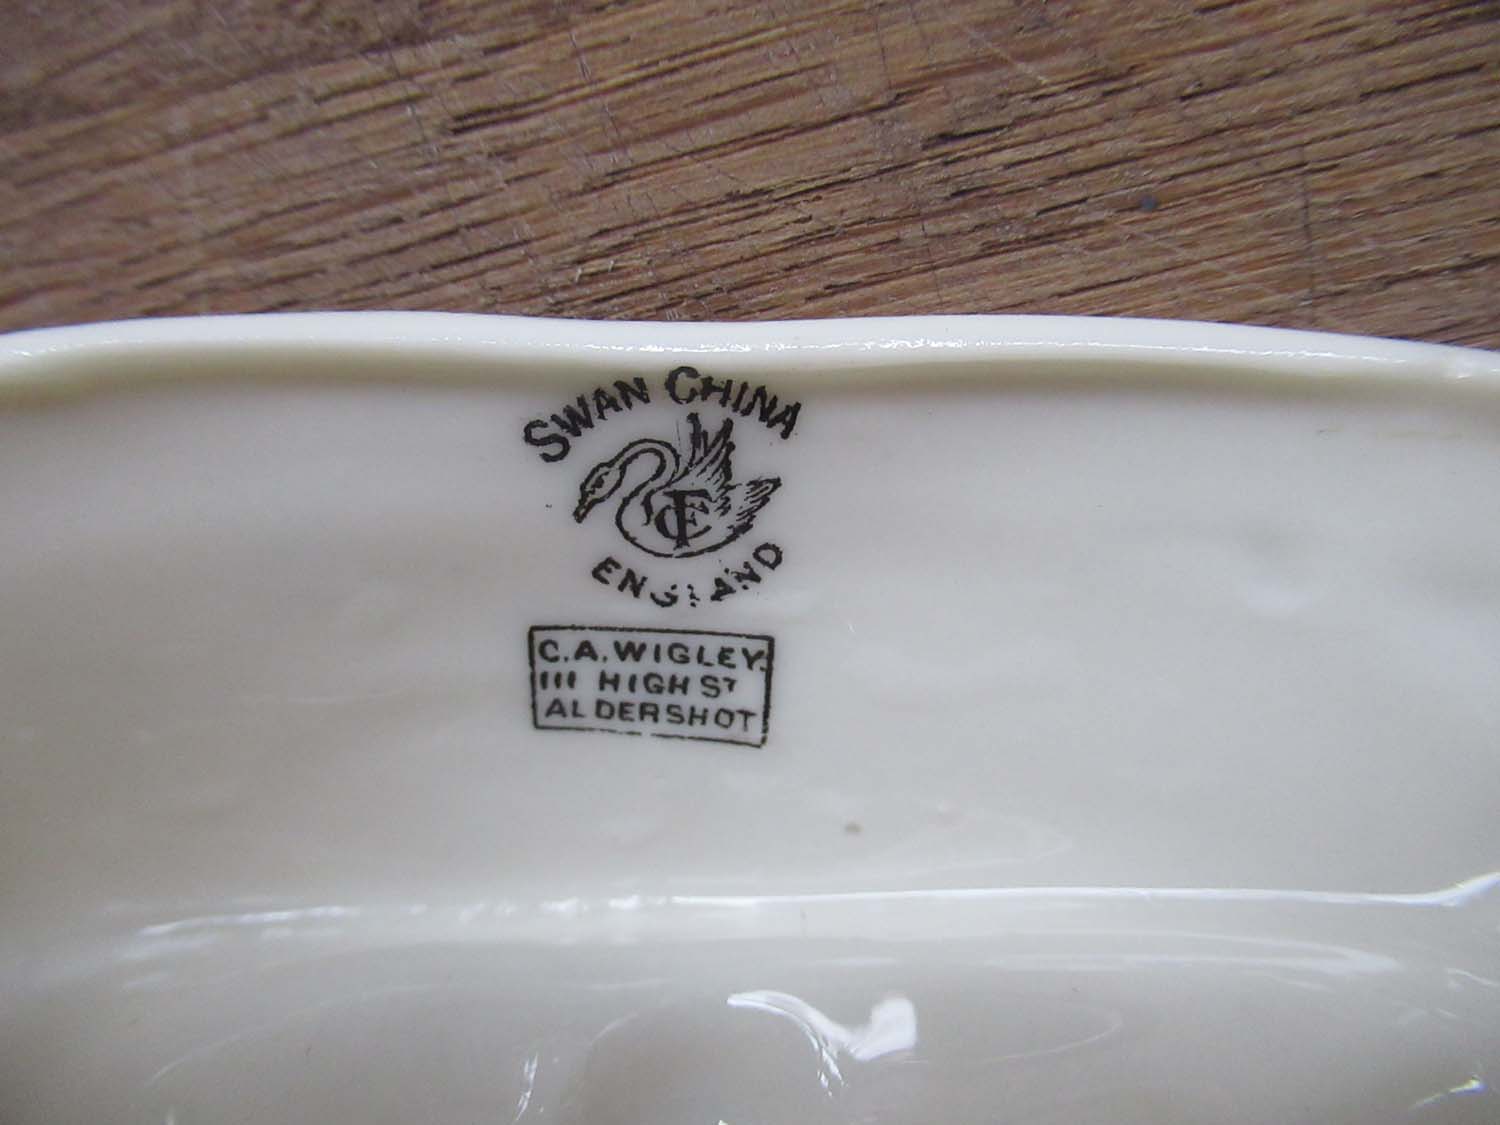 SWAN CHINA
CF
ENGLAND
C.A. WIGLEY.
111 HIGH ST
ALDERSHOT